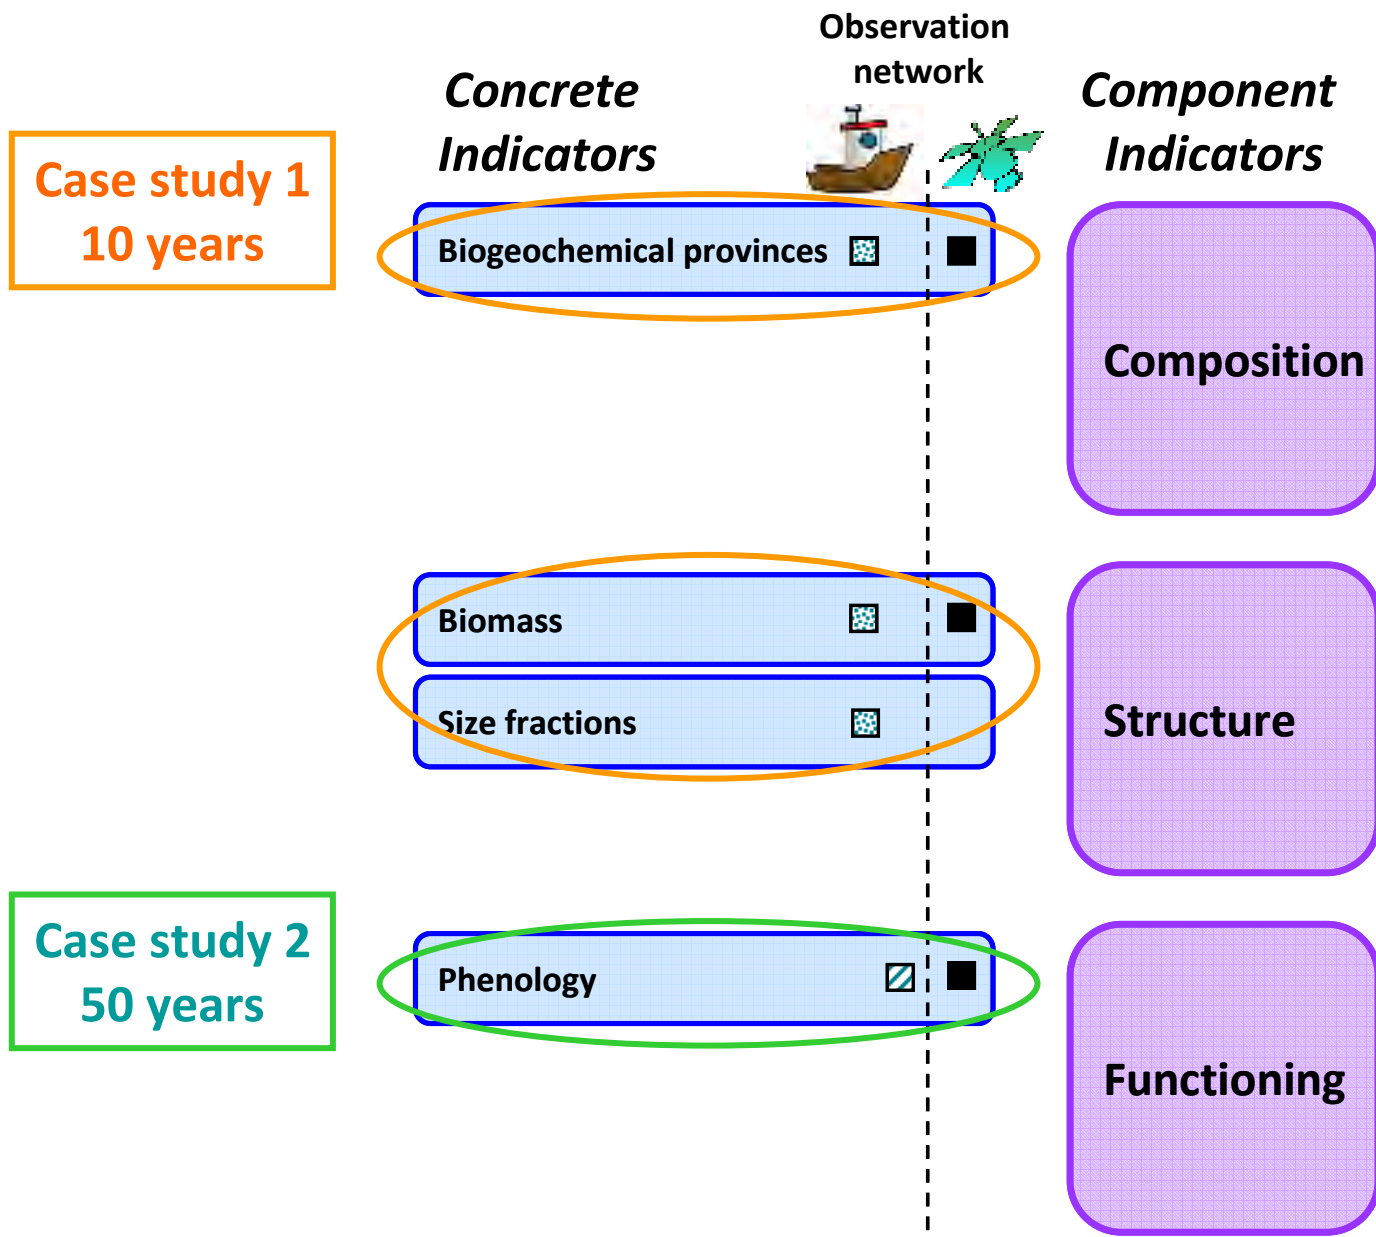 Observation
network
Concrete
Indicators
Component
Indicators
Case study 1
10 years
Biogeochemical provinces
Composition
Biomass
Size fractions
Structure
Case study 2
50 years
Phenology
Functioning